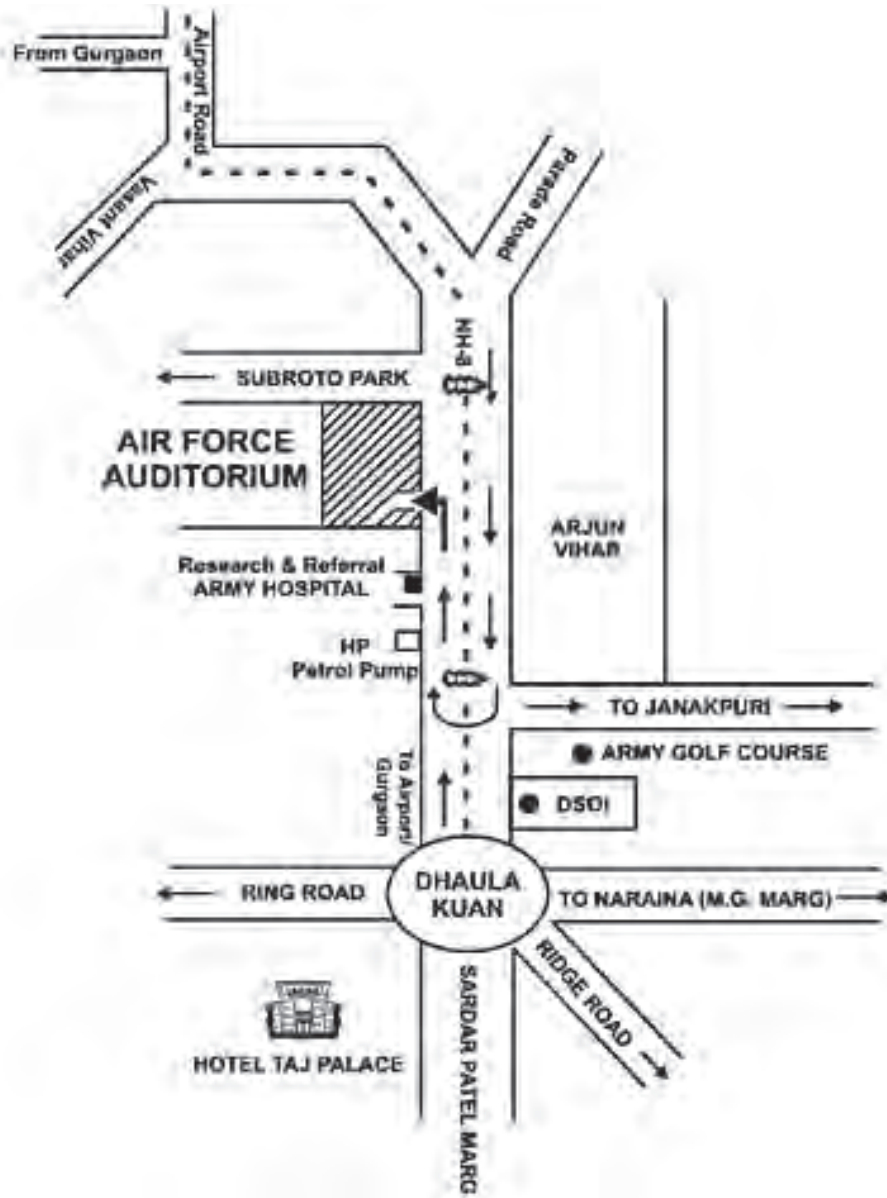 From Gurgaon
Airport Road
Vasant Vihar
Parade Road
NH-8
SUBROTO PARK
AIR FORCE
AUDITORIUM
ARJUN
VIHAR
Research & Referral
ARMY HOSPITAL
HP
Petrol Pump
TO JANAKPURI
ARMY GOLF COURSE
To Airport/
Gurgaon
DSOI
RING ROAD
DHAULA
KUAN
TO NARAINA (M.G. MARG)
RIDGE ROAD
SARDAR PATEL MARG
HOTEL TAJ PALACE